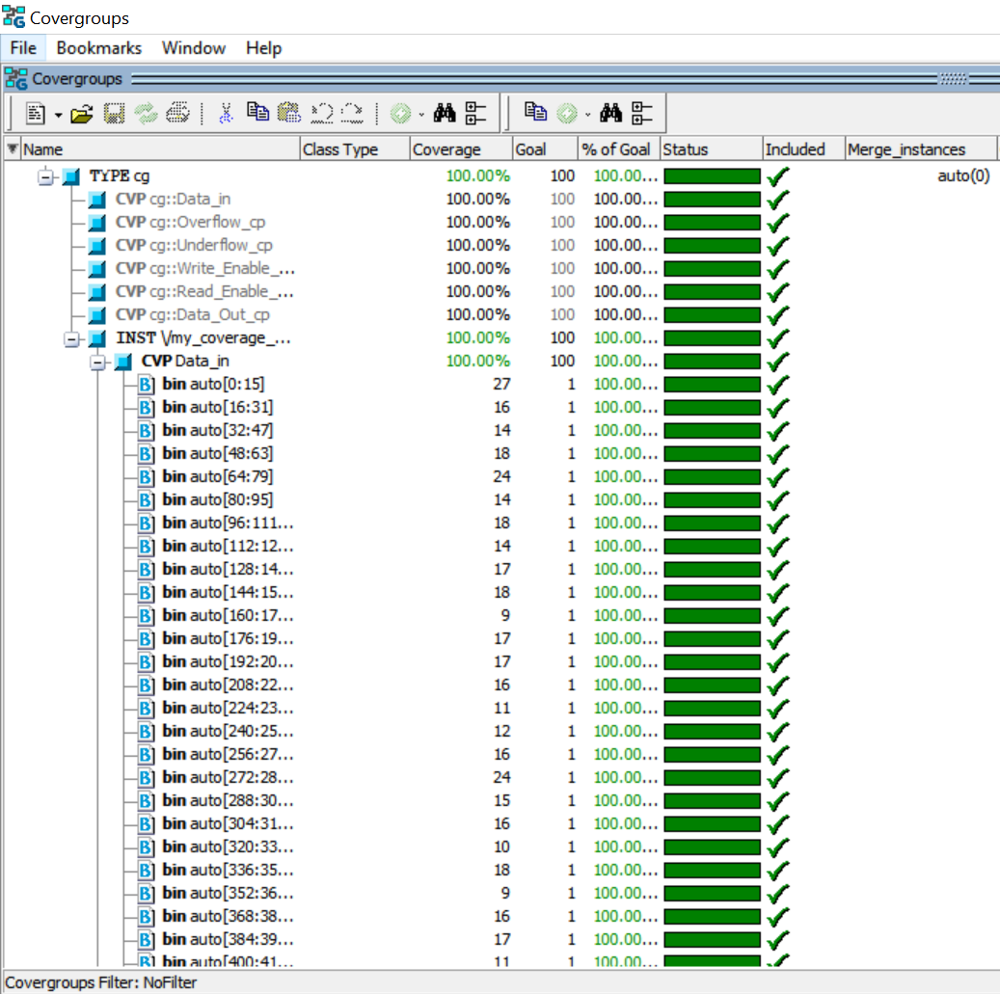 Covergroups
File Bookmarks Window Help
Covergroups
Name Class Type Coverage Goal % of Goal Status Included Merge_instances
TYPE cg 100.00% 100 100.00... auto(0)
CVP cg::Data_in 100.00% 100 100.00...
CVP cg::Overflow_cp 100.00% 100 100.00...
CVP cg::Underflow_cp 100.00% 100 100.00...
CVP cg::Write_Enable_... 100.00% 100 100.00...
CVP cg::Read_Enable_... 100.00% 100 100.00...
CVP cg::Data_Out_cp 100.00% 100 100.00...
INST \/my_coverage_... 100.00% 100 100.00...
CVP Data_in 100.00% 100 100.00...
B] bin auto[0:15] 27 1 100.00...
B] bin auto[16:31] 16 1 100.00...
B] bin auto[32:47] 14 1 100.00...
B] bin auto[48:63] 18 1 100.00...
B] bin auto[64:79] 24 1 100.00...
B] bin auto[80:95] 14 1 100.00...
B] bin auto[96:111... 18 1 100.00...
B] bin auto[112:12... 14 1 100.00...
B] bin auto[128:14... 17 1 100.00...
B] bin auto[144:15... 18 1 100.00...
B] bin auto[160:17... 9 1 100.00...
B] bin auto[176:19... 17 1 100.00...
B] bin auto[192:20... 17 1 100.00...
B] bin auto[208:22... 16 1 100.00...
B] bin auto[224:23... 11 1 100.00...
B] bin auto[240:25... 12 1 100.00...
B] bin auto[256:27... 16 1 100.00...
B] bin auto[272:28... 24 1 100.00...
B] bin auto[288:30... 15 1 100.00...
B] bin auto[304:31... 16 1 100.00...
B] bin auto[320:33... 10 1 100.00...
B] bin auto[336:35... 18 1 100.00...
B] bin auto[352:36... 9 1 100.00...
B] bin auto[368:38... 16 1 100.00...
B] bin auto[384:39... 17 1 100.00...
B] bin auto[400:41... 11 1 100.00...
Covergroups Filter: NoFilter